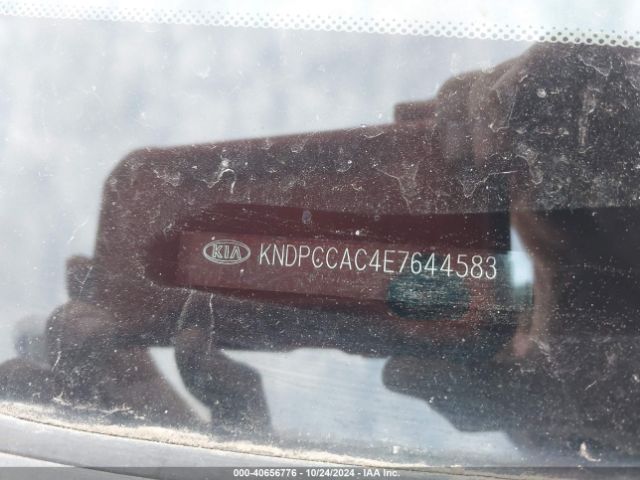 KIA KNDPCCAC4E7644583
000-40656776 - 10/24/2024 - IAA Inc.